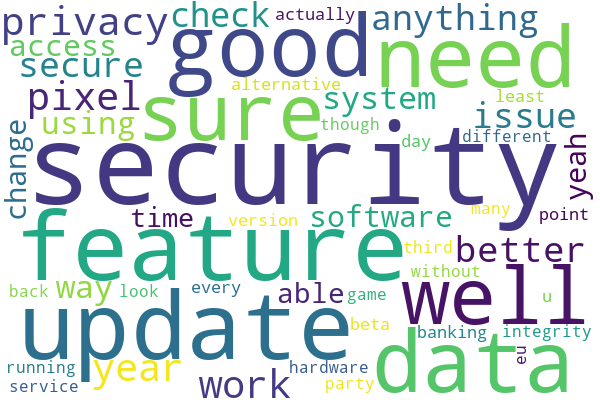 privacy
check
actually
anything
access
good
need
secure
alternative
pixel
sure
system
least
using
though
issue
day
different
change
security
yeah
time
version
software
many
point
feature
third
better
back
way
look
every
able
game
without
well
u
update
beta
banking
integrity
eu
running
year
hardware
data
service
work
party